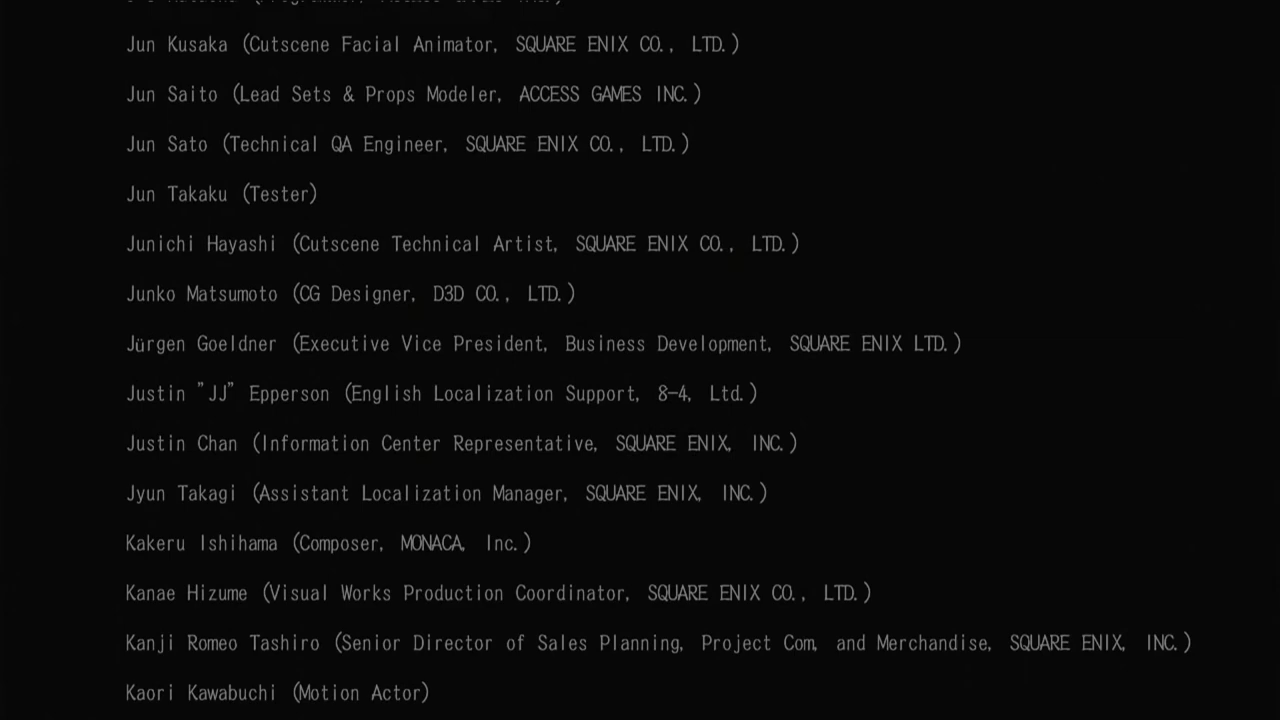 Jun Kusaka (Cutscene Facial Animator, SQUARE ENIX CO., LTD.)
Jun Saito (Lead Sets & Props Modeler, ACCESS GAMES INC.)
Jun Sato (Technical QA Engineer, SQUARE ENIX CO., LTD.)
Jun Takaku (Tester)
Junichi Hayashi (Cutscene Technical Artist, SQUARE ENIX CO., LTD.)
Junko Matsumoto (CG Designer, D3D CO., LTD.)
Jürgen Goeldner (Executive Vice President, Business Development, SQUARE ENIX LTD.)
Justin "JJ" Epperson (English Localization Support, 8-4, Ltd.)
Justin Chan (Information Center Representative, SQUARE ENIX, INC.)
Jyun Takagi (Assistant Localization Manager, SQUARE ENIX, INC.)
Kakeru Ishihama (Composer, MONACA, Inc.)
Kanae Hizume (Visual Works Production Coordinator, SQUARE ENIX CO., LTD.)
Kanji Romeo Tashiro (Senior Director of Sales Planning, Project Com, and Merchandise, SQUARE ENIX, INC.)
Kaori Kawabuchi (Motion Actor)